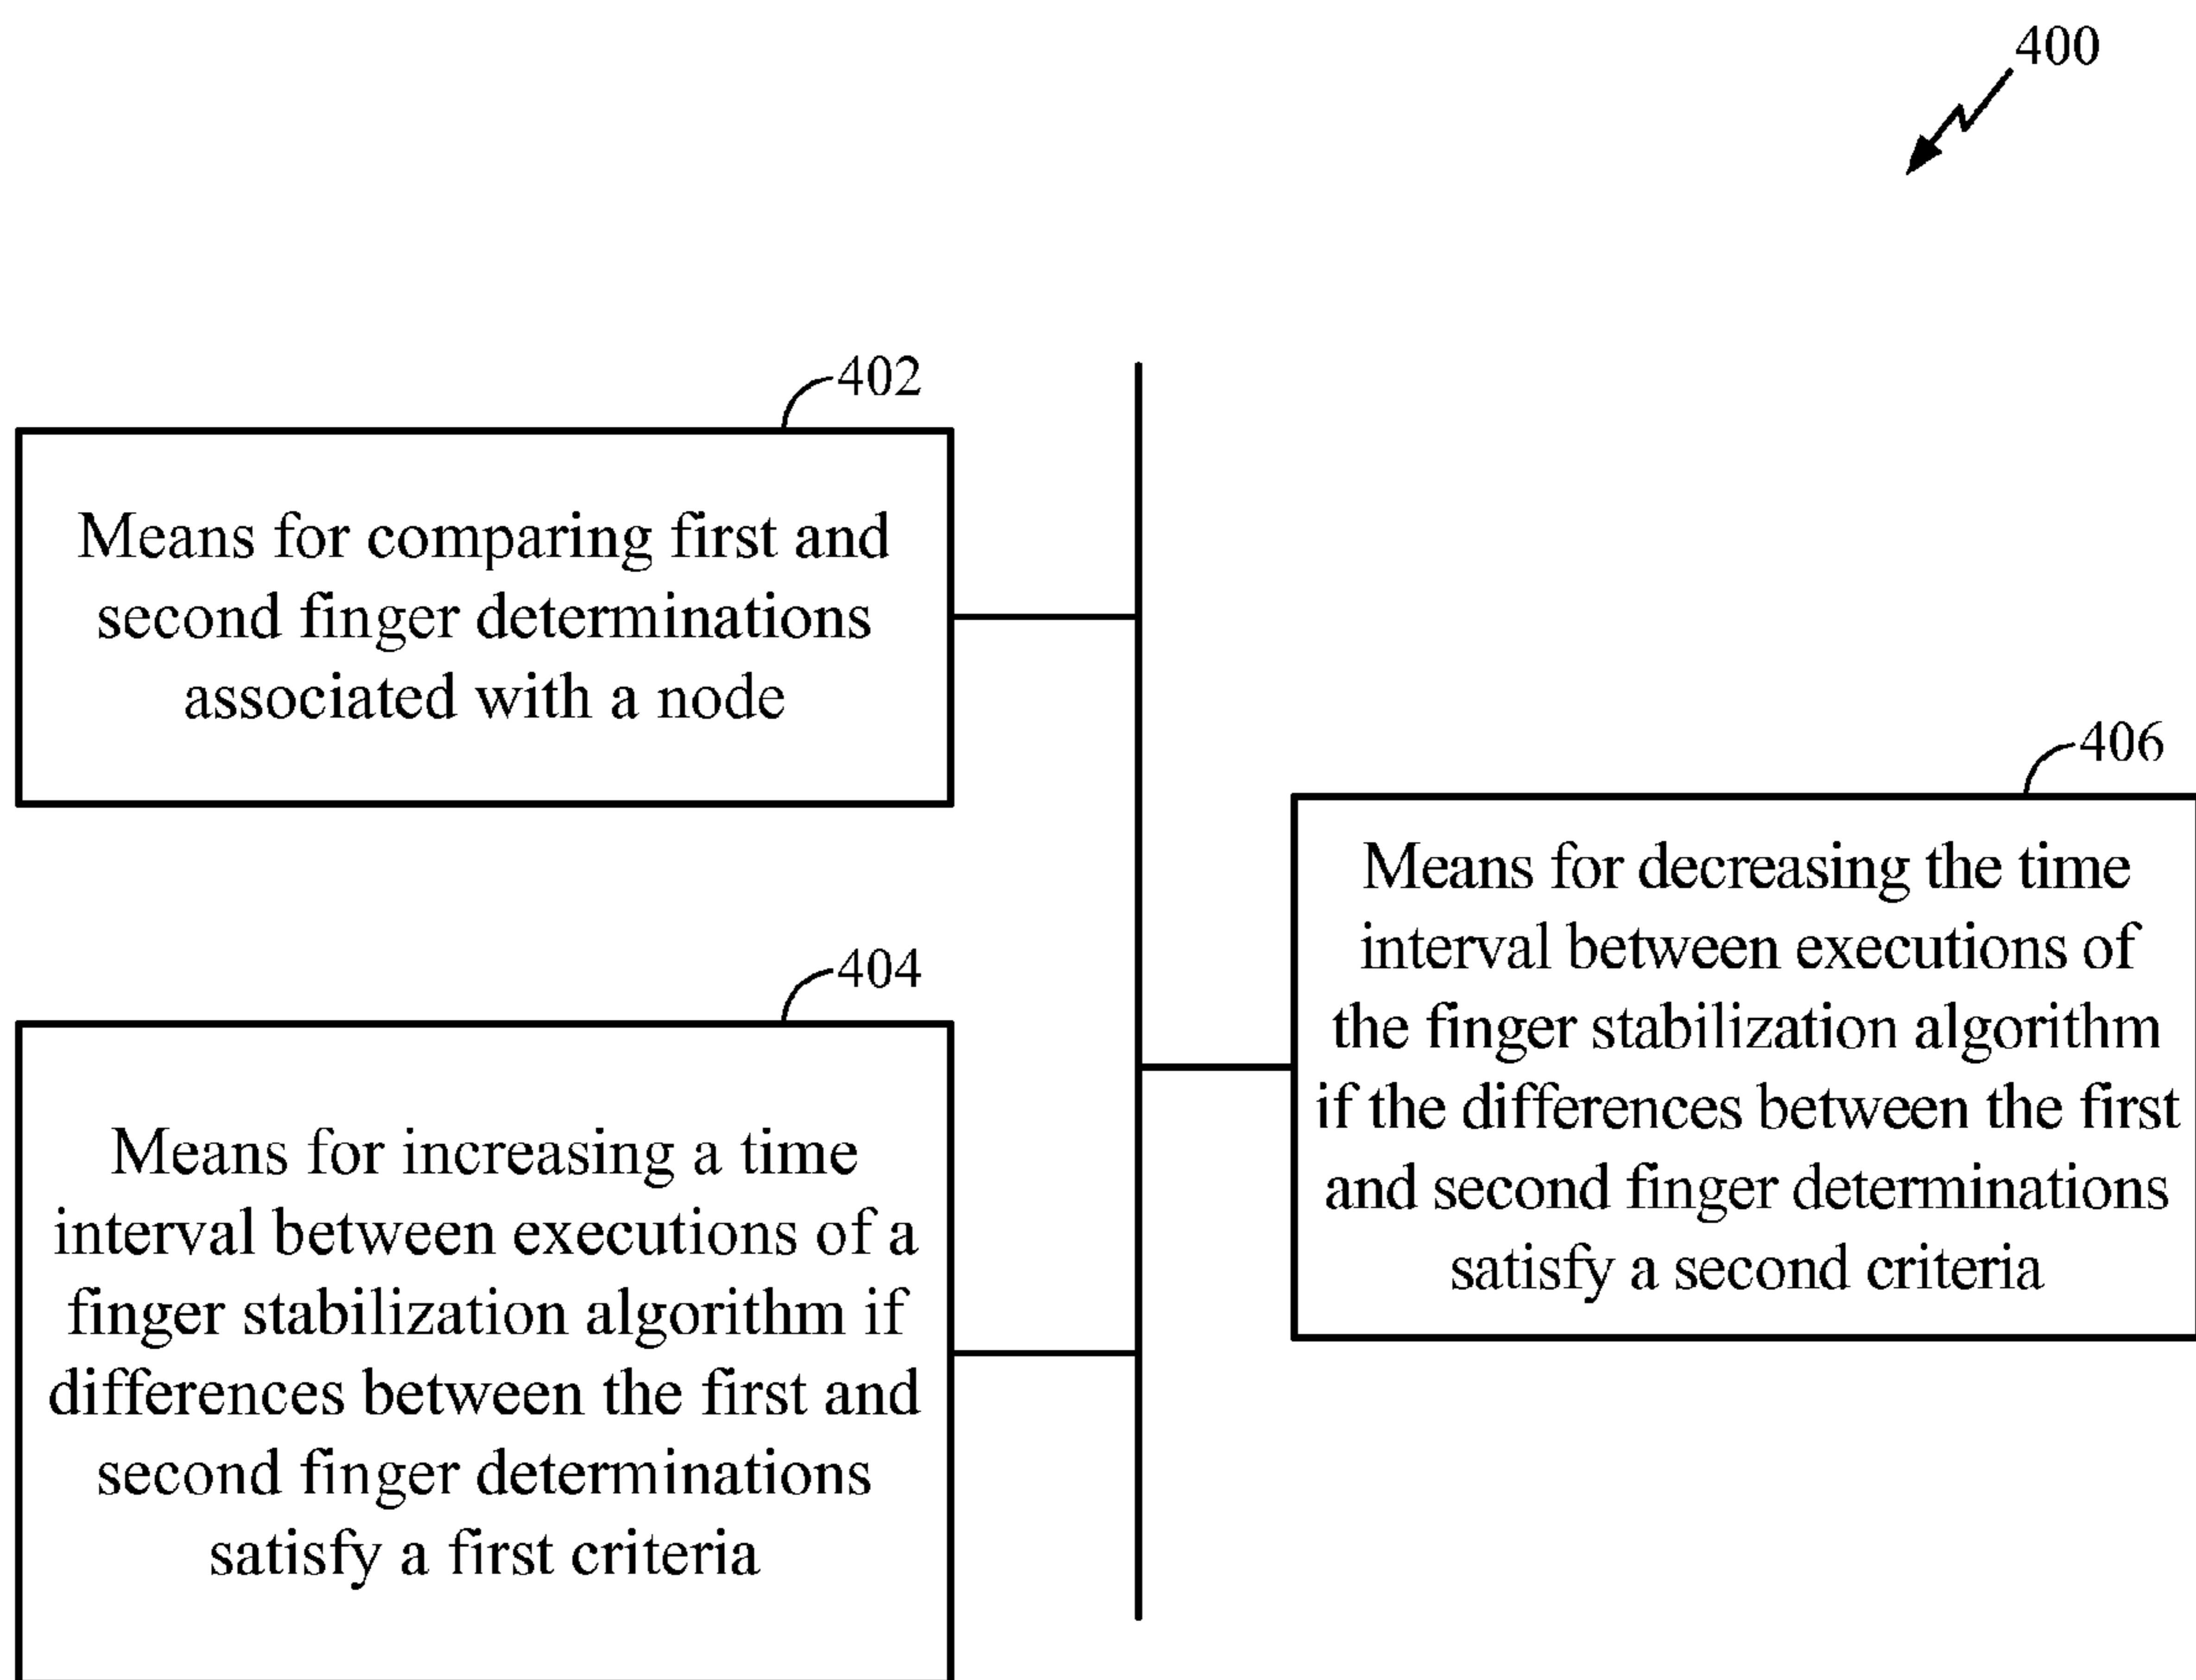 400
402
Means for comparing first and
second finger determinations
associated with a node
404
Means for increasing a time
interval between executions of a
finger stabilization algorithm if
differences between the first and
second finger determinations
satisfy a first criteria
406
Means for decreasing the time
interval between executions of
the finger stabilization algorithm
if the differences between the first
and second finger determinations
satisfy a second criteria